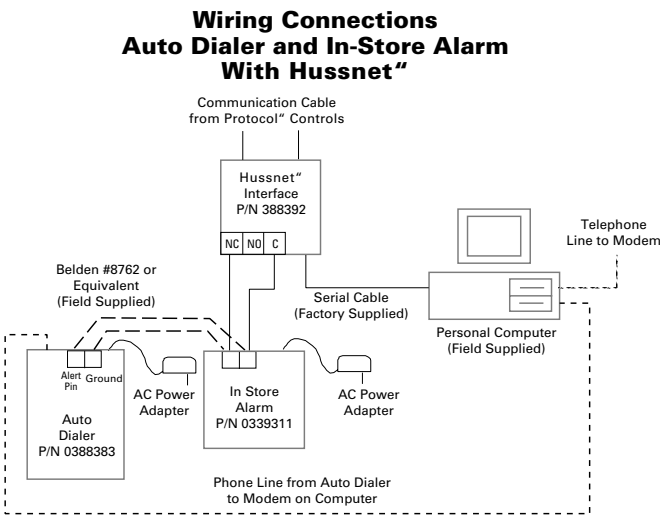 Wiring Connections
Auto Dialer and In-Store Alarm
With Hussnet“
Communication Cable
from Protocol“ Controls
Hussnet“
Interface
P/N 388392
NC NO C
Telephone
Line to Modem
Belden #8762 or
Equivalent
(Field Supplied)
Serial Cable
(Factory Supplied)
Personal Computer
(Field Supplied)
Alert
Pin
Ground
AC Power
Adapter
In Store
Alarm
P/N 0339311
AC Power
Adapter
Auto
Dialer
P/N 0388383
Phone Line from Auto Dialer
to Modem on Computer